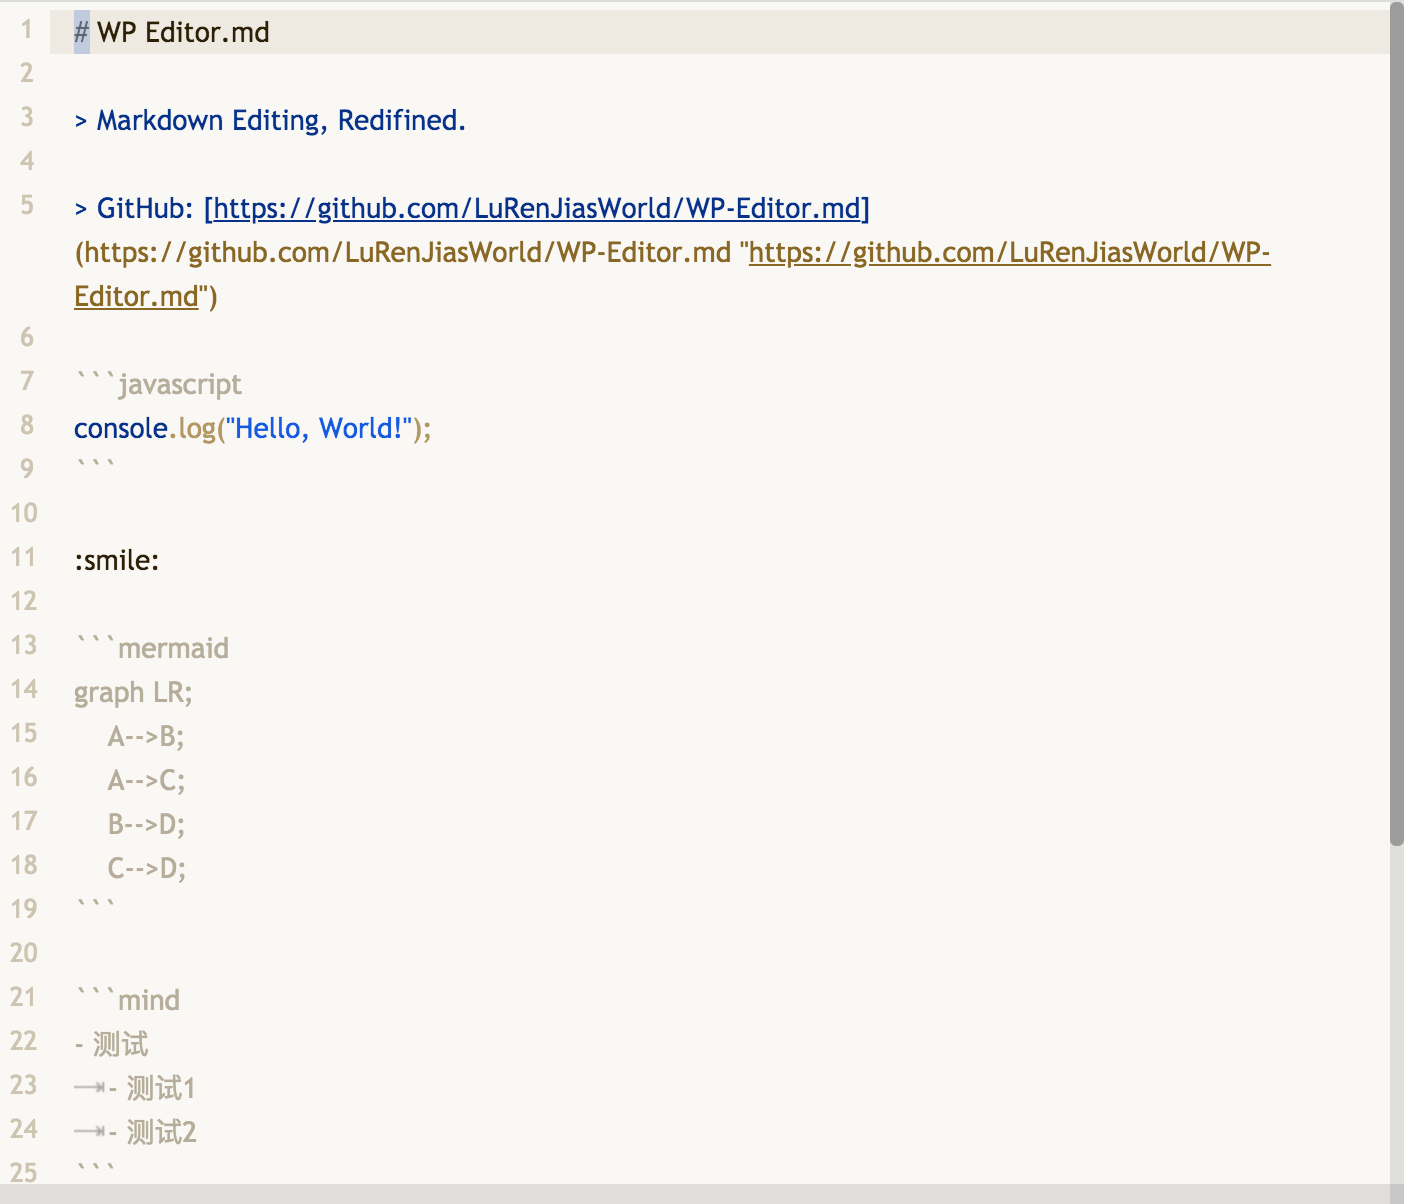 1 # WP Editor.md
2
3 > Markdown Editing, Redifined.
4
5 > GitHub: [https://github.com/LuRenJiasWorld/WP-Editor.md]
(https://github.com/LuRenJiasWorld/WP-Editor.md "https://github.com/LuRenJiasWorld/WP-
Editor.md")
6
7 ```javascript
8 console.log("Hello, World!");
9 ```
10
11 :smile:
12
13 ```mermaid
14 graph LR;
15     A-->B;
16     A-->C;
17     B-->D;
18     C-->D;
19 ```
20
21 ```mind
22 - 测试
23 	- 测试1
24 	- 测试2
25 ```